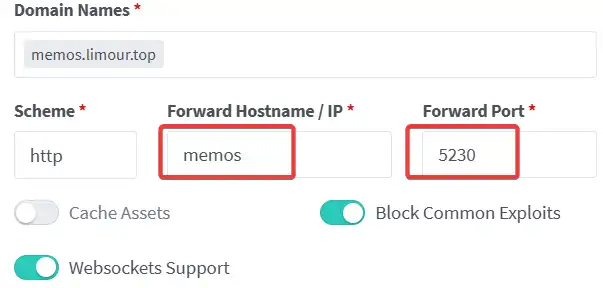 Domain Names *
memos.limour.top
Scheme * Forward Hostname / IP * Forward Port *
http memos 5230
Cache Assets Block Common Exploits
Websockets Support